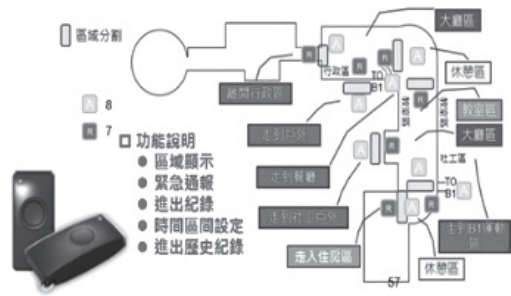 區域分割
A 8
R 7
功能說明
區域顯示
緊急通報
進出紀錄
時間區間設定
進出歷史紀錄
大廳區
R
A
R
A
行政區
TO
B1
A
休憩區
離開行政區
A
R
教室區
走到戶外
大廳區
A
社工區
走到餐廳
A
TO
B1
A
走到社工戶外
R
A
R
走到B1運動
區
走入住房區
休憩區
57